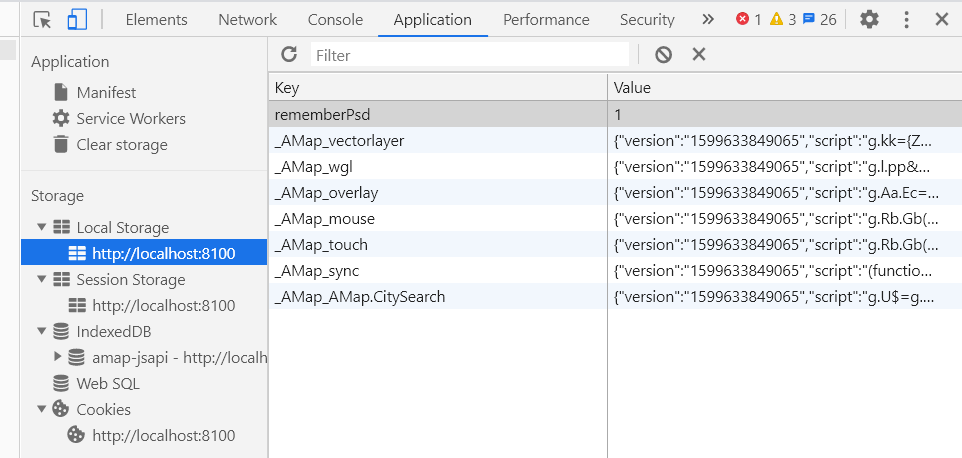 Elements Network Console Application Performance Security » 1 3 26
Application
Manifest
Service Workers
Clear storage
Storage
Local Storage
http://localhost:8100
Session Storage
http://localhost:8100
IndexedDB
amap-jsapi - http://localh
Web SQL
Cookies
http://localhost:8100
Filter
Key Value
rememberPsd 1
_AMap_vectorlayer {"version":"1599633849065","script":"g.kk={Z...
_AMap_wgl {"version":"1599633849065","script":"g.l.pp&...
_AMap_overlay {"version":"1599633849065","script":"g.Aa.Ec=...
_AMap_mouse {"version":"1599633849065","script":"g.Rb.Gb(...
_AMap_touch {"version":"1599633849065","script":"g.Rb.Gb(...
_AMap_sync {"version":"1599633849065","script":"(functio...
_AMap_AMap.CitySearch {"version":"1599633849065","script":"g.U$=g....